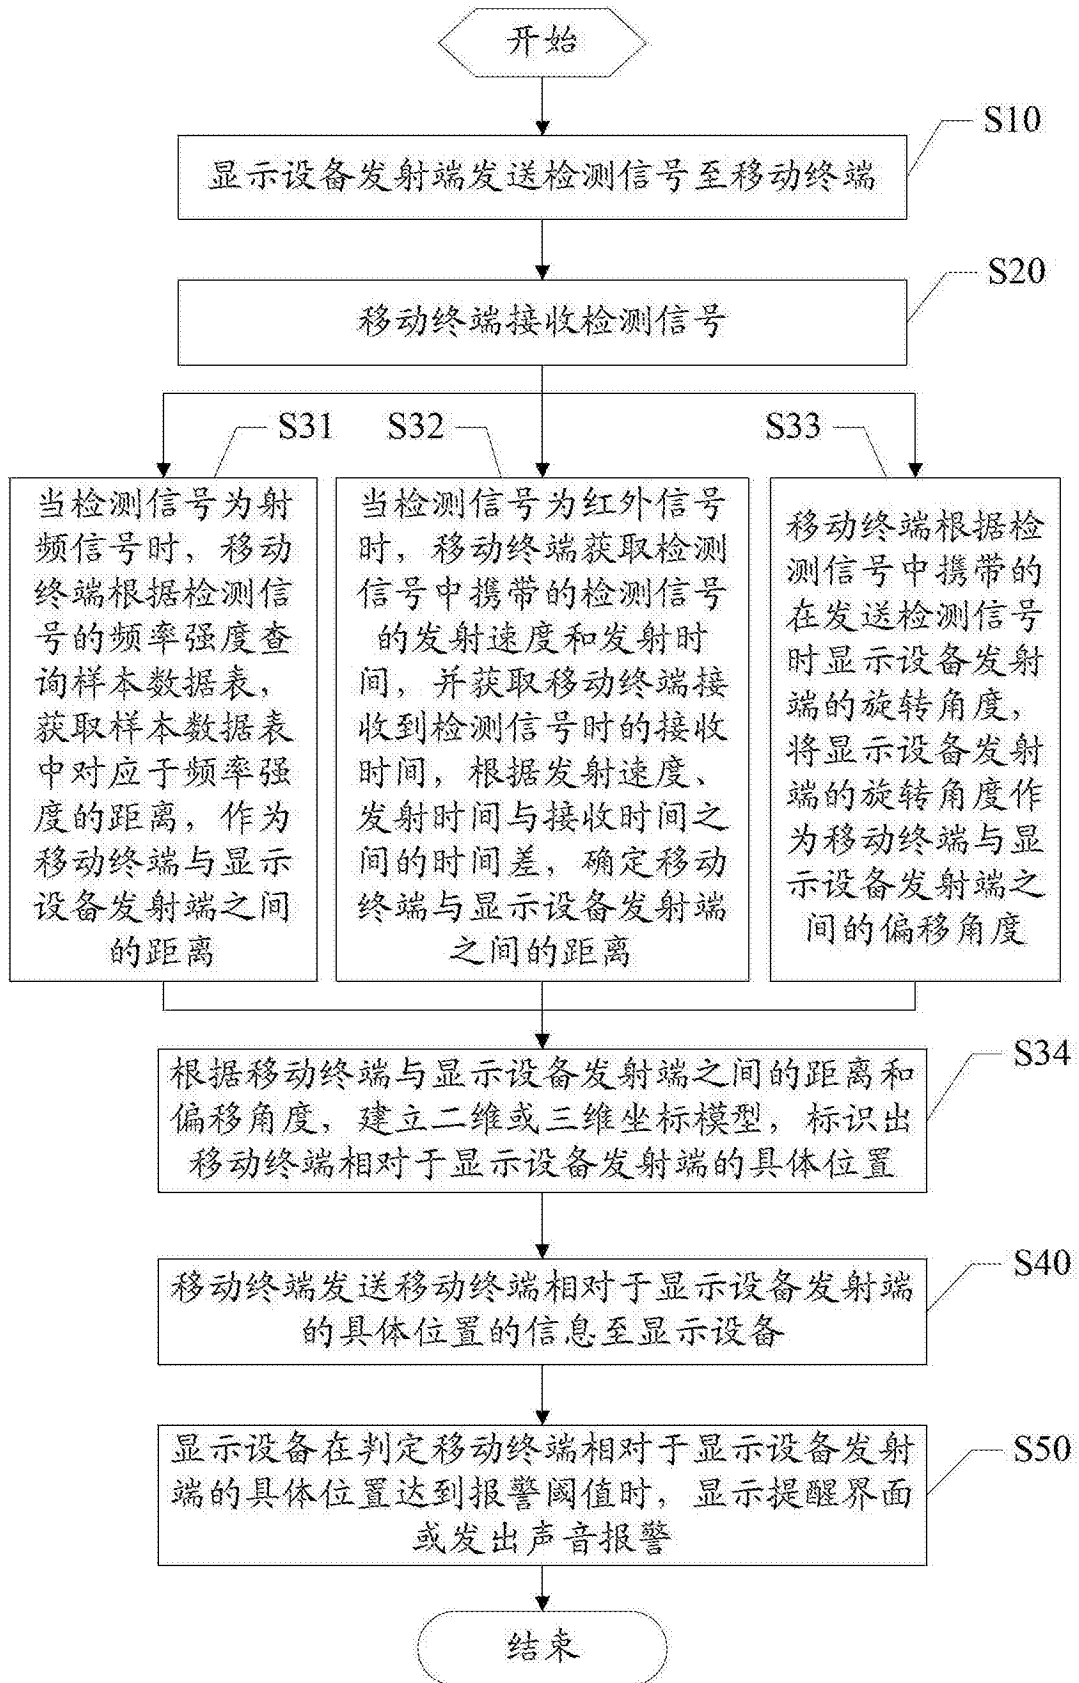 开始
S10
显示设备发射端发送检测信号至移动终端
S20
移动终端接收检测信号
S31
当检测信号为射
频信号时，移动
终端根据检测信
号的频率强度查
询样本数据表，
获取样本数据表
中对应于频率强
度的距离，作为
移动终端与显示
设备发射端之间
的距离
S32
当检测信号为红外信号
时，移动终端获取检测
信号中携带的检测信号
的发射速度和发射时
间，并获取移动终端接
收到检测信号时的接收
时间，根据发射速度、
发射时间与接收时间之
间的时间差，确定移动
终端与显示设备发射端
之间的距离
S33
移动终端根据检
测信号中携带的
在发送检测信号
时显示设备发射
端的旋转角度，
将显示设备发射
端的旋转角度作
为移动终端与显
示设备发射端之
间的偏移角度
S34
根据移动终端与显示设备发射端之间的距离和
偏移角度，建立二维或三维坐标模型，标识出
移动终端相对于显示设备发射端的具体位置
S40
移动终端发送移动终端相对于显示设备发射端
的具体位置的信息至显示设备
S50
显示设备在判定移动终端相对于显示设备发射
端的具体位置达到报警阈值时，显示提醒界面
或发出声音报警
结束